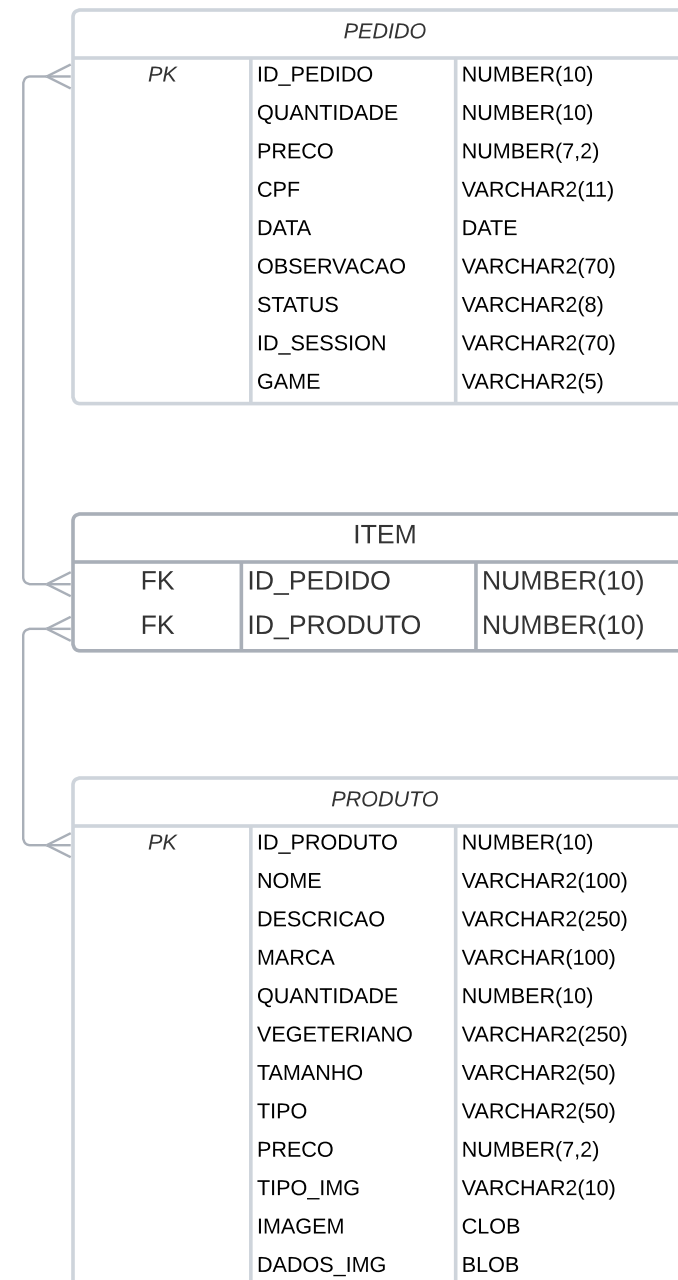 PEDIDO
PK ID_PEDIDO NUMBER(10)
QUANTIDADE NUMBER(10)
PRECO NUMBER(7,2)
CPF VARCHAR2(11)
DATA DATE
OBSERVACAO VARCHAR2(70)
STATUS VARCHAR2(8)
ID_SESSION VARCHAR2(70)
GAME VARCHAR2(5)
ITEM
FK ID_PEDIDO NUMBER(10)
FK ID_PRODUTO NUMBER(10)
PRODUTO
PK ID_PRODUTO NUMBER(10)
NOME VARCHAR2(100)
DESCRICAO VARCHAR2(250)
MARCA VARCHAR(100)
QUANTIDADE NUMBER(10)
VEGETERIANO VARCHAR2(250)
TAMANHO VARCHAR2(50)
TIPO VARCHAR2(50)
PRECO NUMBER(7,2)
TIPO_IMG VARCHAR2(10)
IMAGEM CLOB
DADOS_IMG BLOB